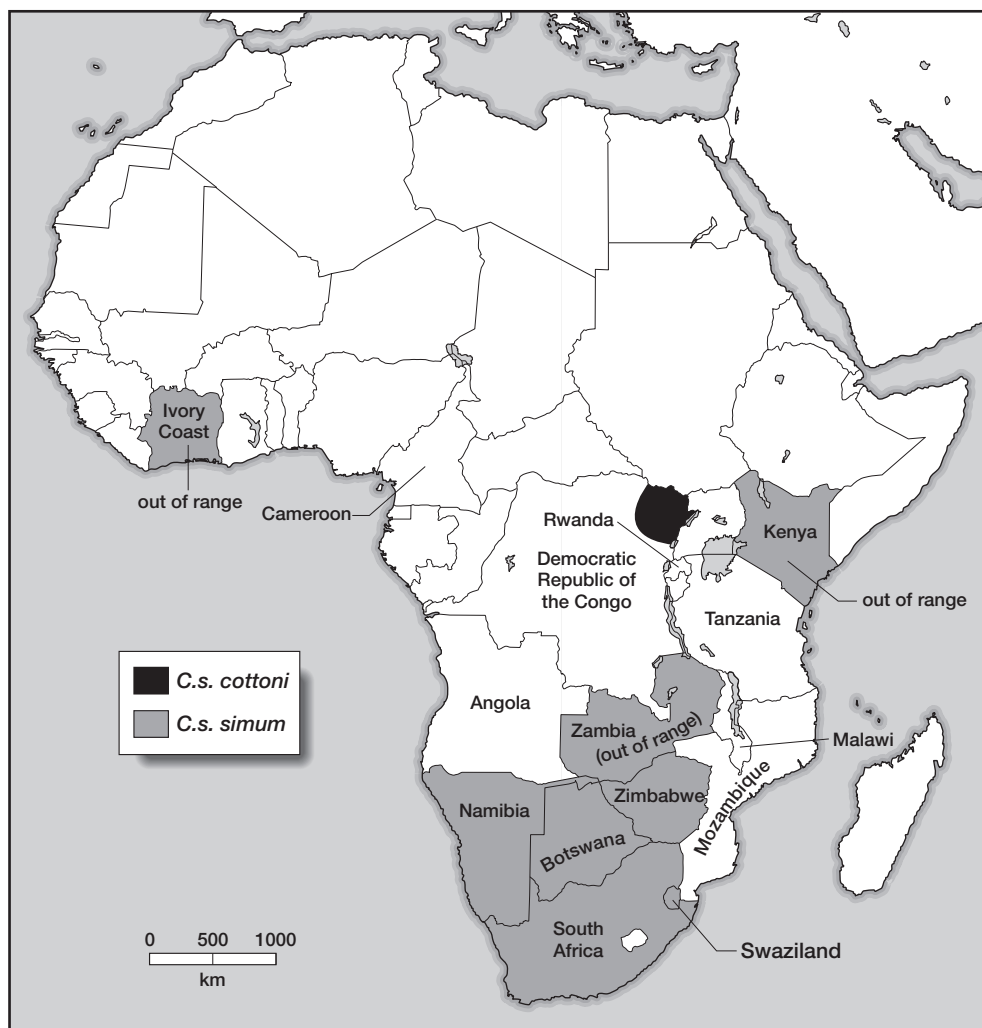 Ivory
Coast
out of range
Cameroon
Rwanda
Democratic
Republic of
the Congo
Kenya
out of range
Tanzania
C.s. cottoni
C.s. simum
Angola
Zambia
(out of range)
Malawi
Mozambique
Namibia
Zimbabwe
Botswana
South
Africa
Swaziland
0 500 1000
km